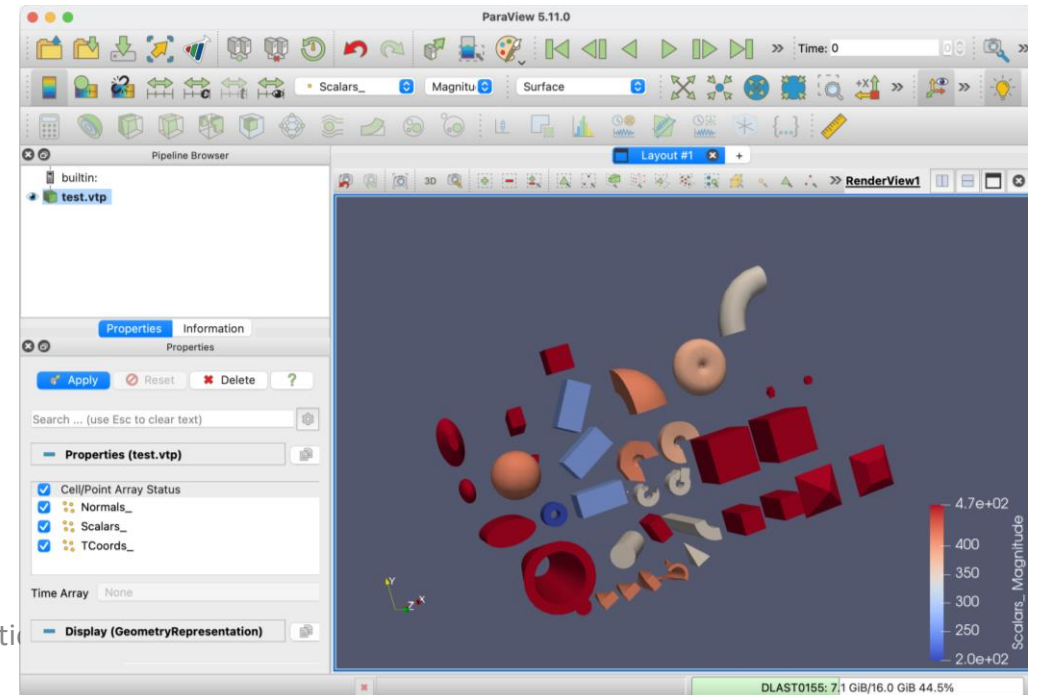 ParaView 5.11.0
Time: 0
Scalars_ Magnitu Surface
Pipeline Browser
Layout #1 +
builtin:
test.vtp
3D RenderView1
Properties Information
Properties
Apply Reset Delete ?
Search ... (use Esc to clear text)
Properties (test.vtp)
Cell/Point Array Status
Normals_
Scalars_
TCoords_
Time Array None
Display (GeometryRepresentation)
Y
Z X
4.7e+02
400
350
300
250
2.0e+02
Scalars_ Magnitude
DLAST0155: 7.1 GiB/16.0 GiB 44.5%